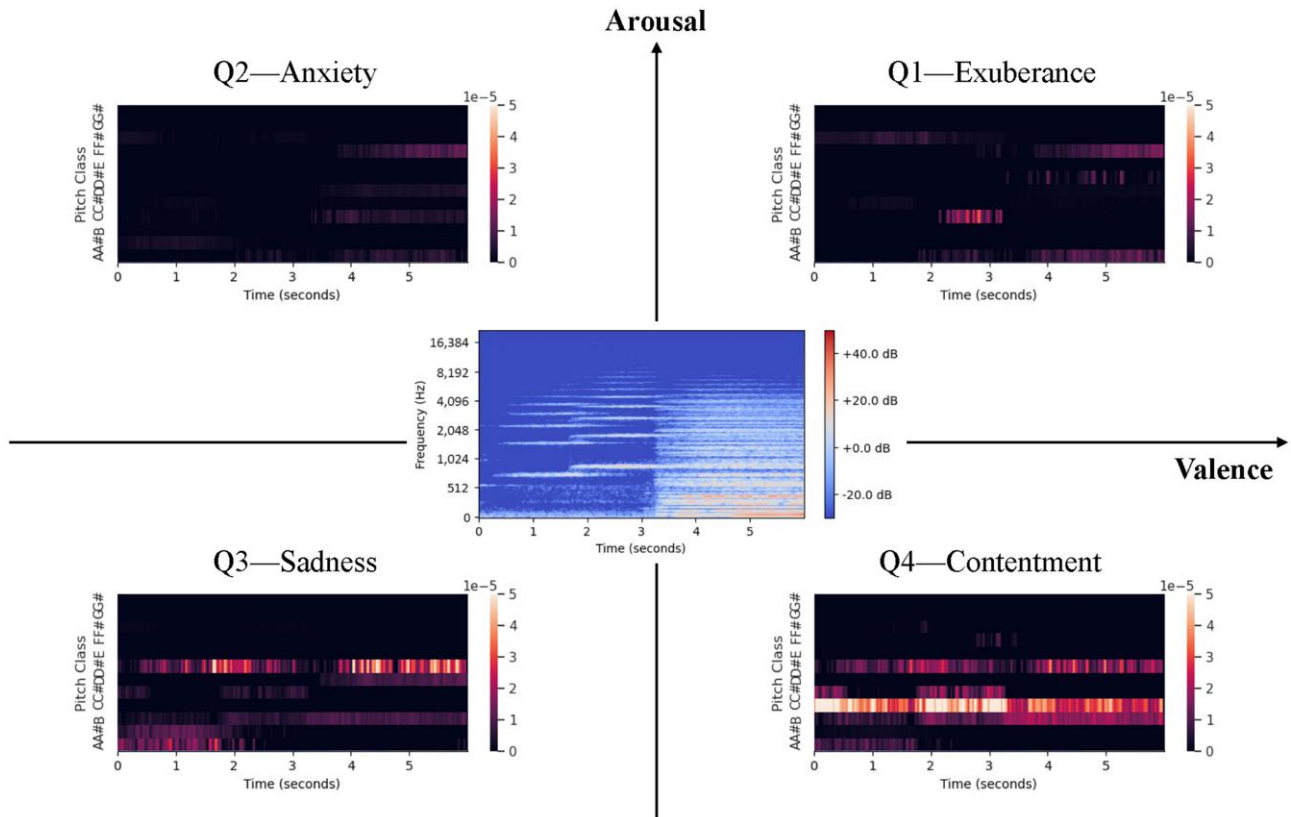 Arousal
Q2—Anxiety
1e−5
Pitch Class
AA#B CC#DD#E FF#GG#
5
4
3
2
1
0
0 1 2 3 4 5
Time (seconds)
Q1—Exuberance
1e−5
Pitch Class
AA#B CC#DD#E FF#GG#
5
4
3
2
1
0
0 1 2 3 4 5
Time (seconds)
Frequency (Hz)
16,384
8,192
4,096
2,048
1,024
512
0
0 1 2 3 4 5
Time (seconds)
+40.0 dB
+20.0 dB
+0.0 dB
-20.0 dB
Valence
Q3—Sadness
1e−5
Pitch Class
AA#B CC#DD#E FF#GG#
5
4
3
2
1
0
0 1 2 3 4 5
Time (seconds)
Q4—Contentment
1e−5
Pitch Class
AA#B CC#DD#E FF#GG#
5
4
3
2
1
0
0 1 2 3 4 5
Time (seconds)